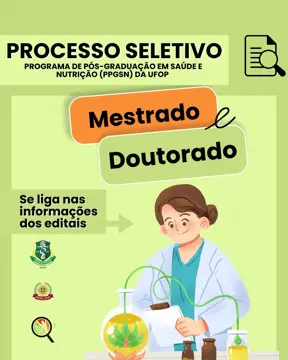 PROCESSO SELETIVO
PROGRAMA DE PÓS-GRADUAÇÃO EM SAÚDE E
NUTRIÇÃO (PPGSN) DA UFOP
Mestrado
e
Doutorado
Se liga nas
informações
dos editais